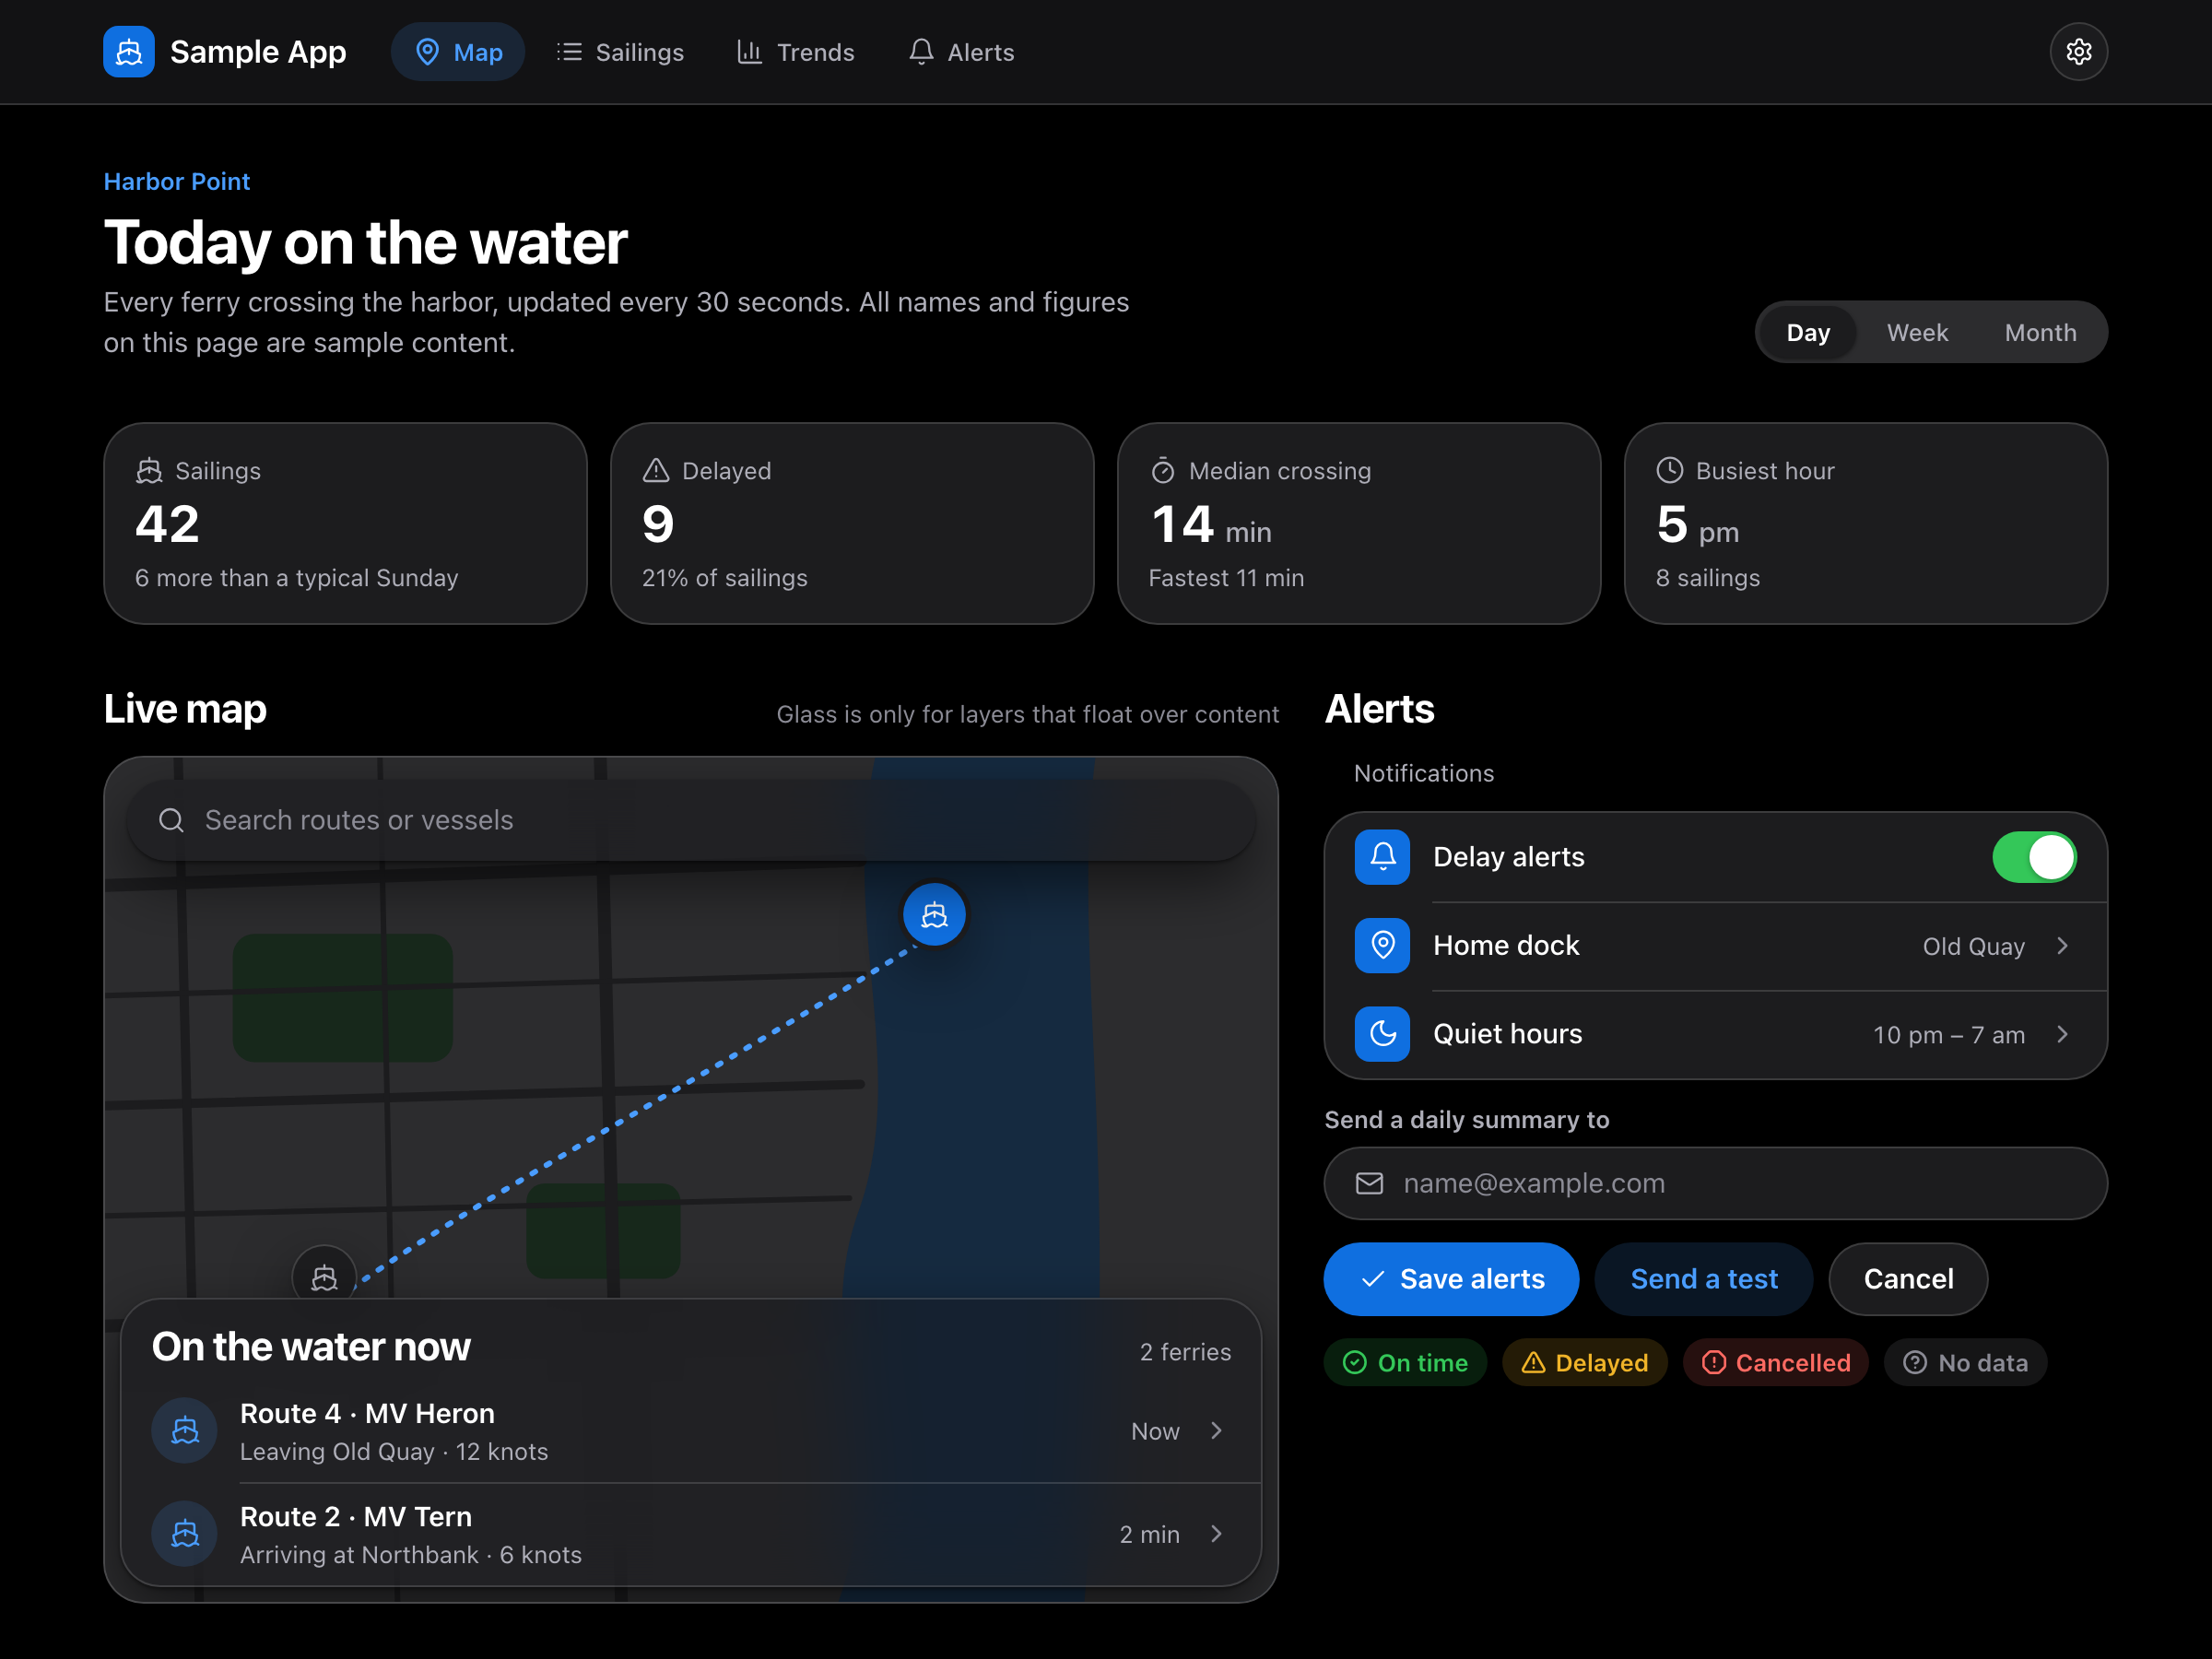 Sample App
Map
Sailings
Trends
Alerts
Harbor Point
Today on the water
Every ferry crossing the harbor, updated every 30 seconds. All names and figures
on this page are sample content.
Day
Week
Month
Sailings
42
6 more than a typical Sunday
Delayed
9
21% of sailings
Median crossing
14 min
Fastest 11 min
Busiest hour
5 pm
8 sailings
Live map
Glass is only for layers that float over content
Search routes or vessels
On the water now
2 ferries
Route 4 · MV Heron
Leaving Old Quay · 12 knots
Now
Route 2 · MV Tern
Arriving at Northbank · 6 knots
2 min
Alerts
Notifications
Delay alerts
Home dock
Old Quay
Quiet hours
10 pm – 7 am
Send a daily summary to
name@example.com
Save alerts
Send a test
Cancel
On time
Delayed
Cancelled
No data